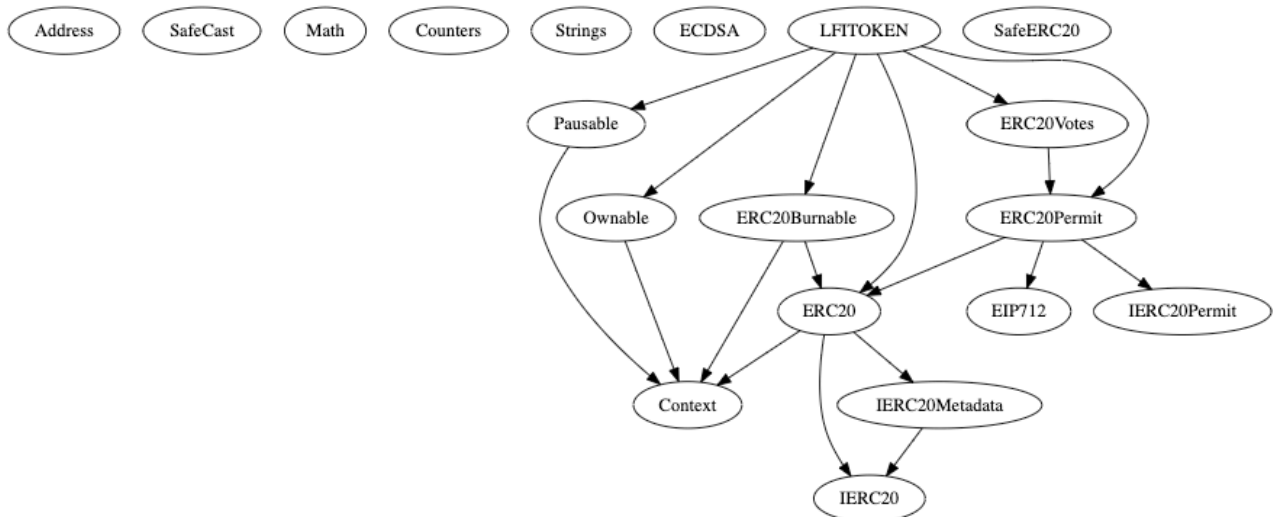 Address SafeCast Math Counters Strings ECDSA LFITOKEN SafeERC20
Pausable ERC20Votes
Ownable ERC20Burnable ERC20Permit
ERC20 EIP712 IERC20Permit
Context IERC20Metadata
IERC20